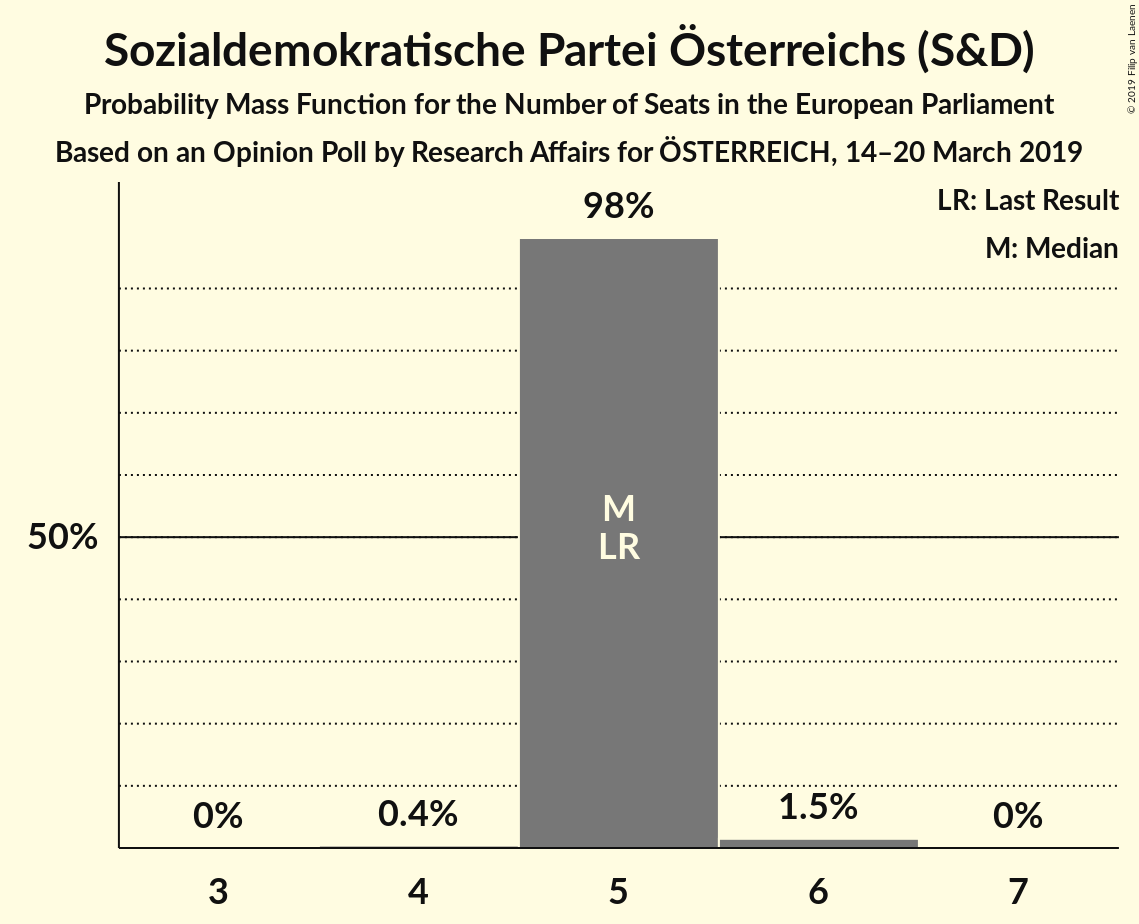 Sozialdemokratische Partei Österreichs (S&D)
Probability Mass Function for the Number of Seats in the European Parliament
Based on an Opinion Poll by Research Affairs for ÖSTERREICH, 14–20 March 2019
© 2019 Filip van Laenen
LR: Last Result
M: Median
98%
M
LR
50%
0%
0.4%
1.5%
0%
3
4
5
6
7